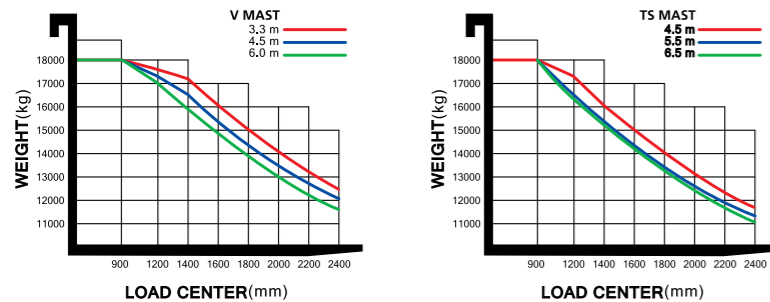 V MAST
3.3 m
4.5 m
6.0 m
18000
17000
16000
15000
14000
13000
12000
11000
WEIGHT(kg)
900 1200 1400 1600 1800 2000 2200 2400
LOAD CENTER(mm)
TS MAST
4.5 m
5.5 m
6.5 m
18000
17000
16000
15000
14000
13000
12000
11000
WEIGHT(kg)
900 1200 1400 1600 1800 2000 2200 2400
LOAD CENTER(mm)